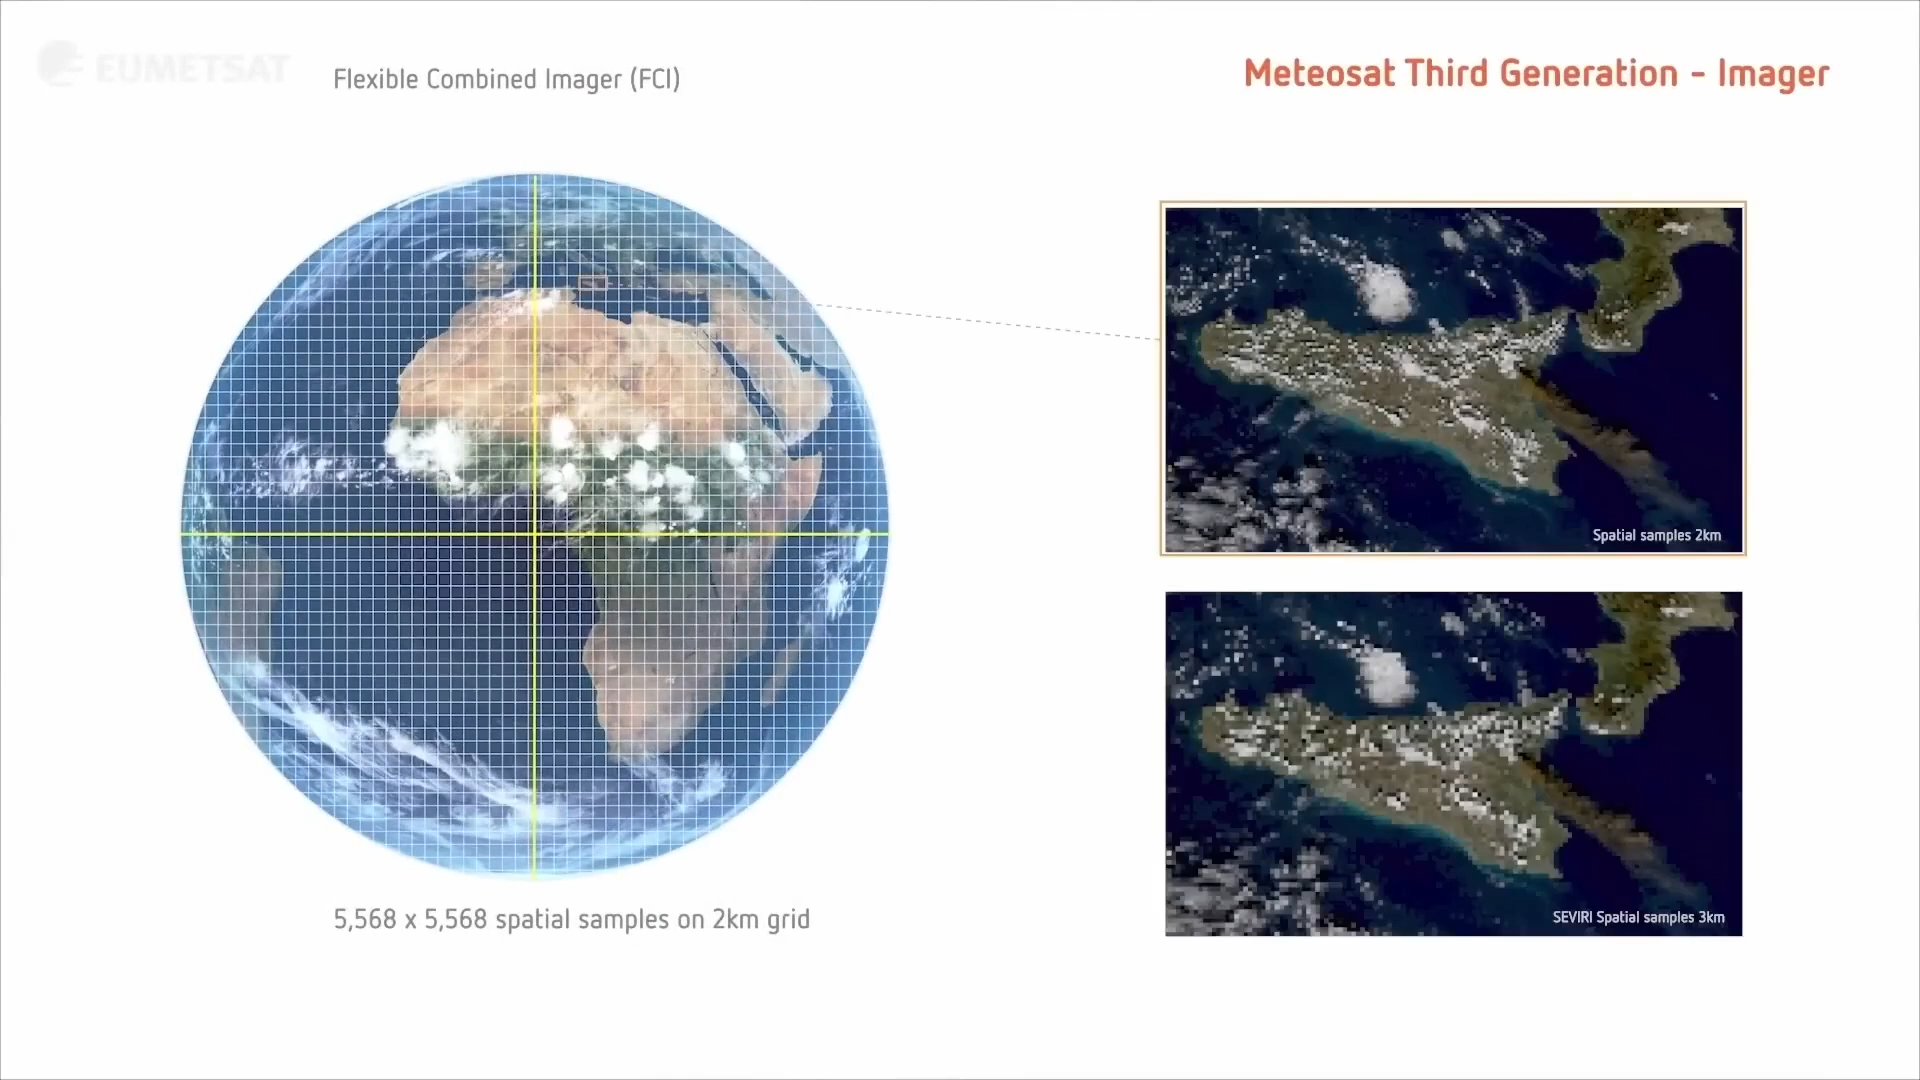 EUMETSAT
Flexible Combined Imager (FCI)
Meteosat Third Generation - Imager
Spatial samples 2km
SEVIRI Spatial samples 3km
5,568 x 5,568 spatial samples on 2km grid